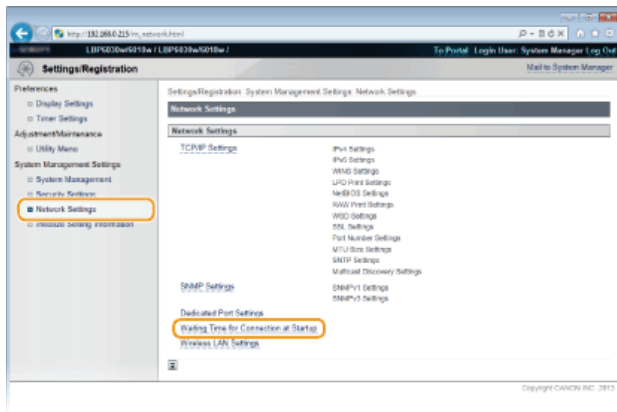 http://192.168.0.215/m_network.html
LBP6030w/6018w / LBP6030w/6018w /
To Portal Login User: System Manager Log Out
Settings/Registration
Mail to System Manager
Preferences
Display Settings
Timer Settings
Adjustment/Maintenance
Utility Menu
System Management Settings
System Management
Security Settings
Network Settings
Initialize Setting Information
Settings/Registration: System Management Settings: Network Settings
Network Settings
Network Settings
TCP/IP Settings
IPv4 Settings
IPv6 Settings
WINS Settings
LPD Print Settings
NetBIOS Settings
RAW Print Settings
WSD Settings
SSL Settings
Port Number Settings
MTU Size Settings
SNTP Settings
Multicast Discovery Settings
SNMP Settings
SNMPv1 Settings
SNMPv3 Settings
Dedicated Port Settings
Waiting Time for Connection at Startup
Wireless LAN Settings
Copyright CANON INC. 2013